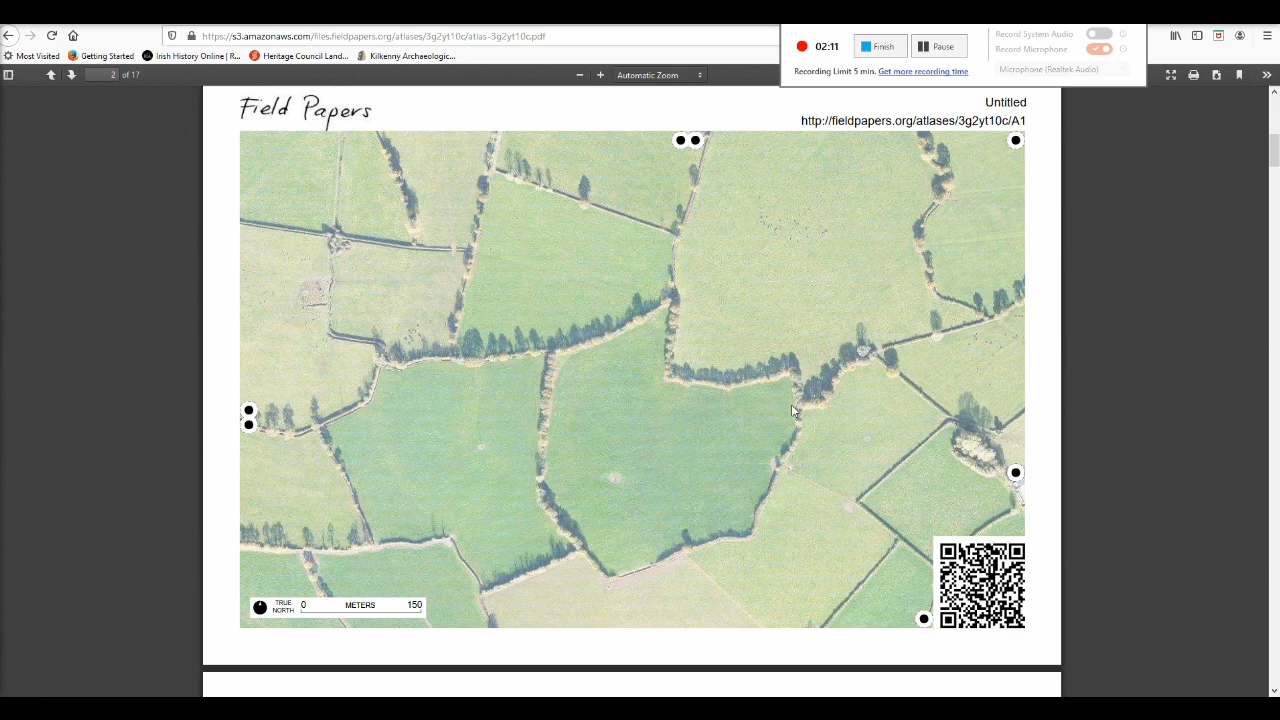 https://s3.amazonaws.com/files.fieldpapers.org/atlases/3g2yt10c/atlas-3g2yt10c.pdf
Most Visited Getting Started Irish History Online | R... Heritage Council Land... Kilkenny Archaeologic...
2 of 17
Automatic Zoom
02:11 Finish Pause
Record System Audio
Record Microphone
Microphone (Realtek Audio)
Recording Limit 5 min. Get more recording time
Field Papers
Untitled
http://fieldpapers.org/atlases/3g2yt10c/A1
TRUE NORTH
0 METERS 150